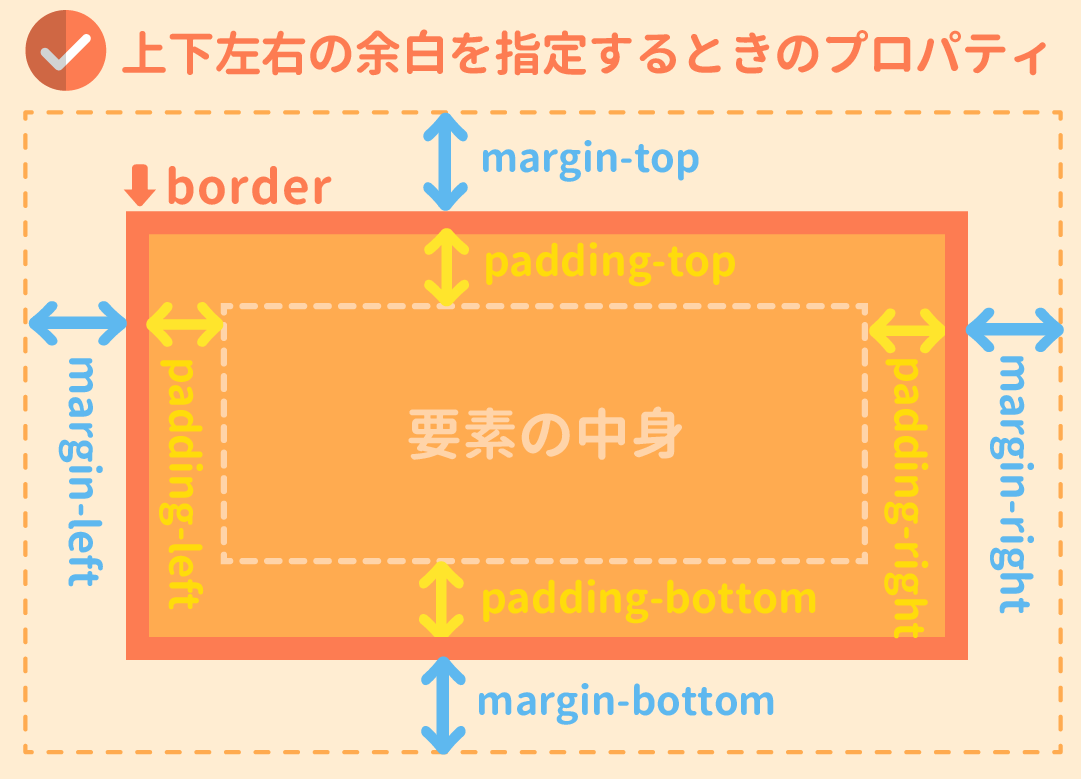 上下左右の余白を指定するときのプロパティ
margin-top
border
padding-top
margin-left
padding-left
要素の中身
padding-right
margin-right
padding-bottom
margin-bottom